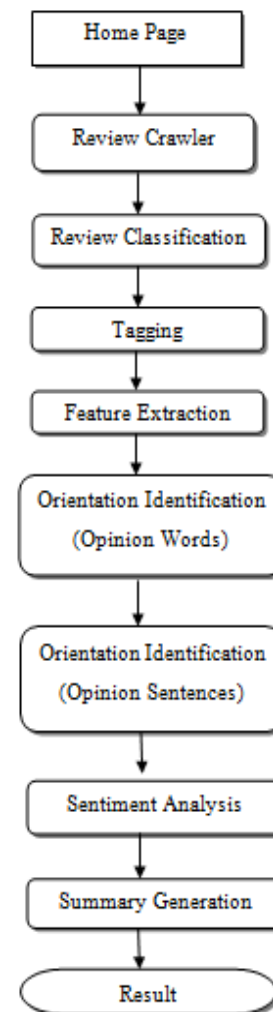 Home Page
Review Crawler
Review Classification
Tagging
Feature Extraction
Orientation Identification
(Opinion Words)
Orientation Identification
(Opinion Sentences)
Sentiment Analysis
Summary Generation
Result